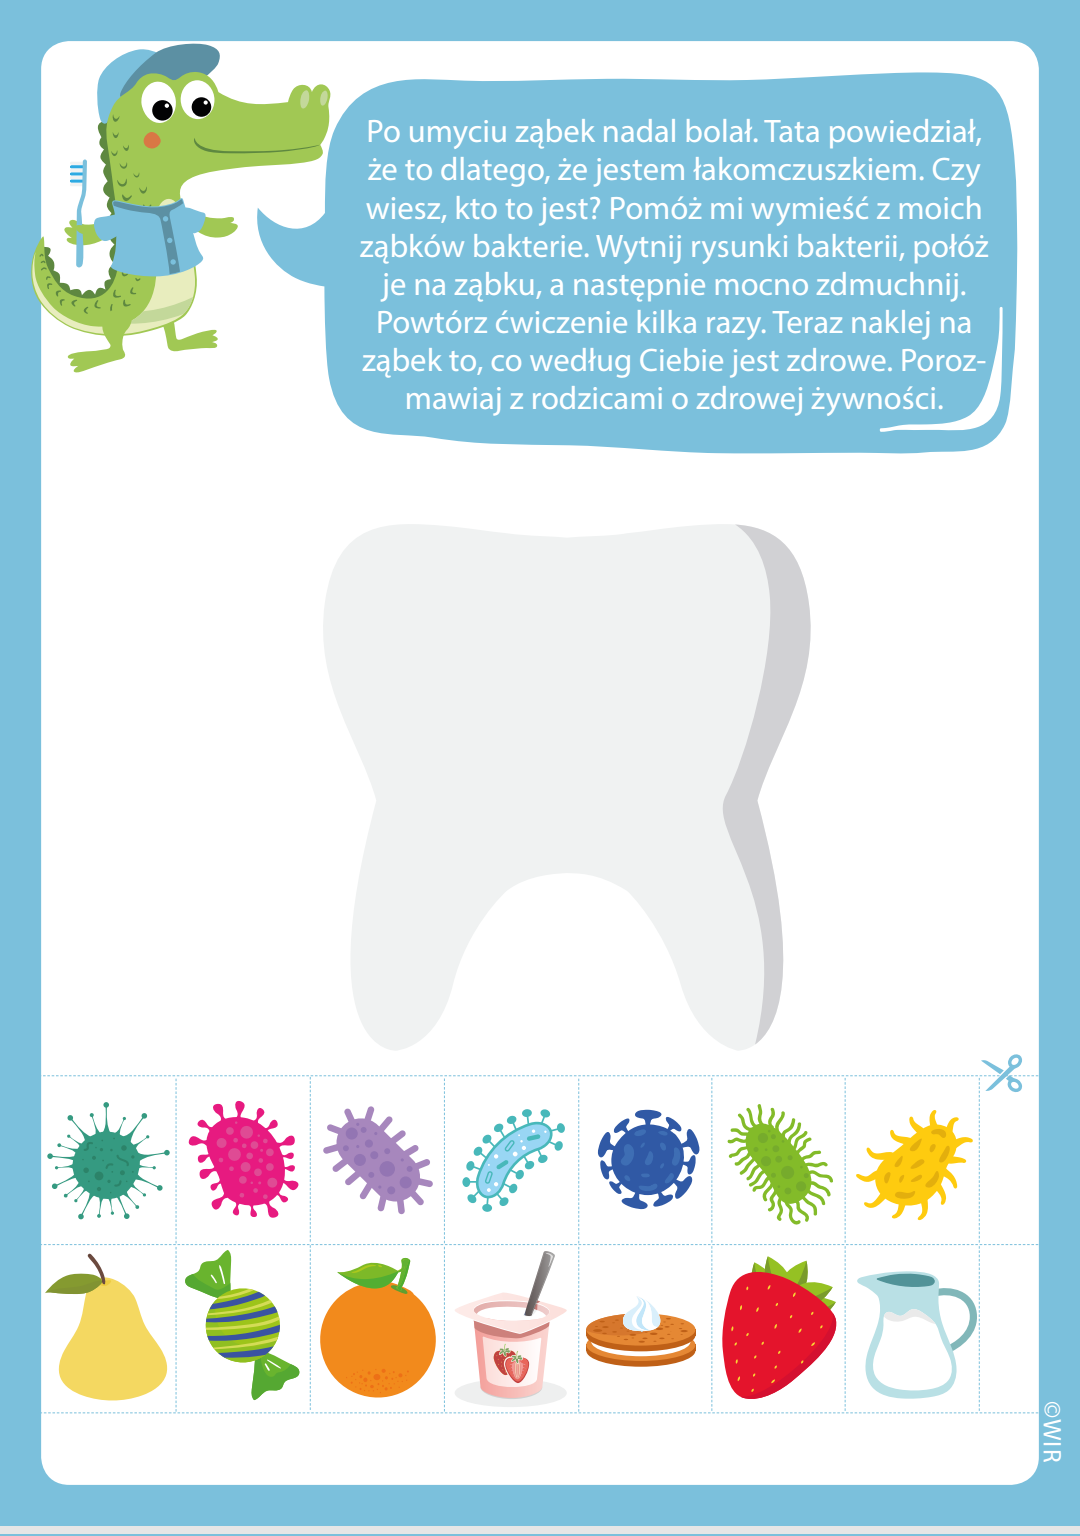 Po umyciu ząbek nadal bolał. Tata powiedział,
że to dlatego, że jestem łakomczuszkiem. Czy
wiesz, kto to jest? Pomóż mi wymieść z moich
ząbków bakterie. Wytnij rysunki bakterii, połóż
je na ząbku, a następnie mocno zdmuchnij.
Powtórz ćwiczenie kilka razy. Teraz naklej na
ząbek to, co według Ciebie jest zdrowe. Poroz-
mawiaj z rodzicami o zdrowej żywności.
©WIR